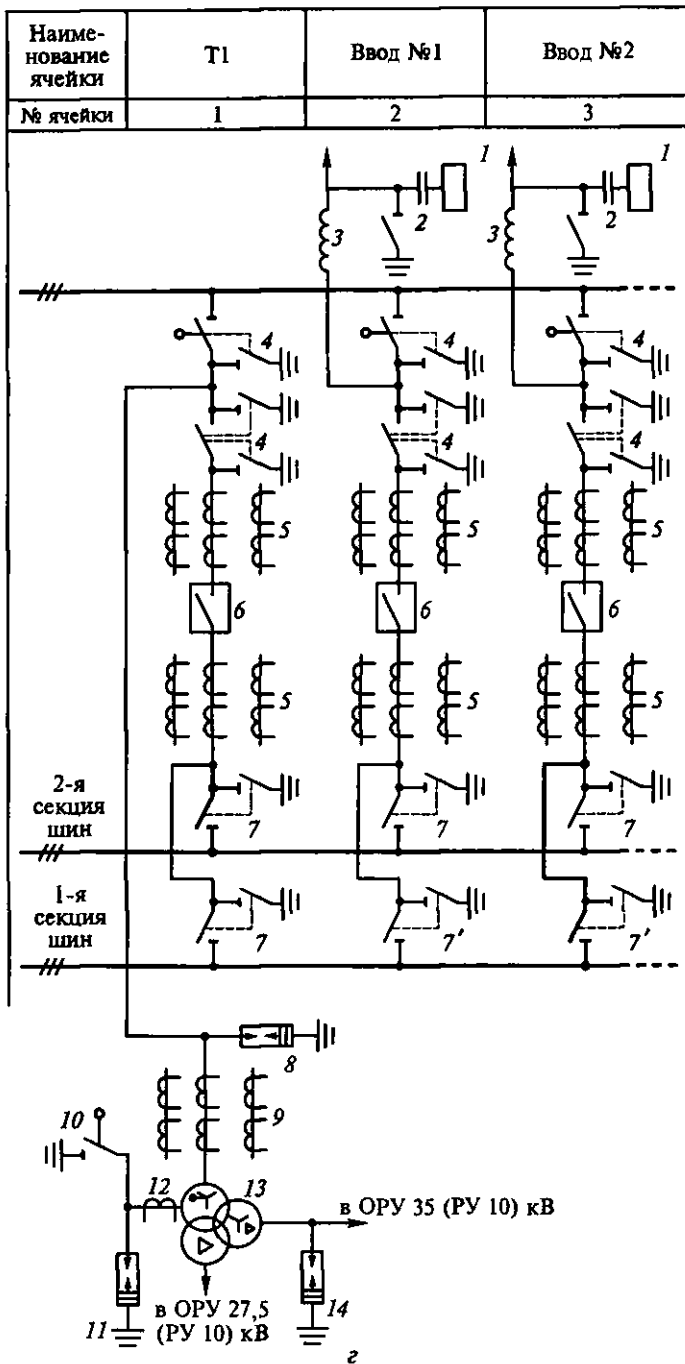 Наиме-
нование
ячейки
Т1
Ввод №1
Ввод №2
№ ячейки
1
2
3
1
1
2
2
3
3
4
4
4
4
4
4
5
5
5
6
6
6
5
5
5
2-я
секция
шин
7
7
7
1-я
секция
шин
7
7'
7'
8
9
10
12
13
в ОРУ 35 (РУ 10) кВ
11
в ОРУ 27,5
(РУ 10) кВ
14
г